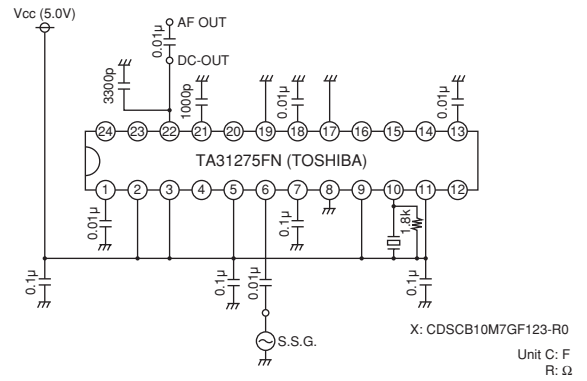 Vcc (5.0V)
AF OUT
0.01µ
DC-OUT
3300p
1000p
0.01µ
0.01µ
24 23 22 21 20 19 18 17 16 15 14 13
TA31275FN (TOSHIBA)
1 2 3 4 5 6 7 8 9 10 11 12
0.01µ
0.1µ
1.8k
0.1µ
0.1µ
0.01µ
0.1µ
S.S.G.
X: CDSCB10M7GF123-R0
Unit C: F
R: Ω